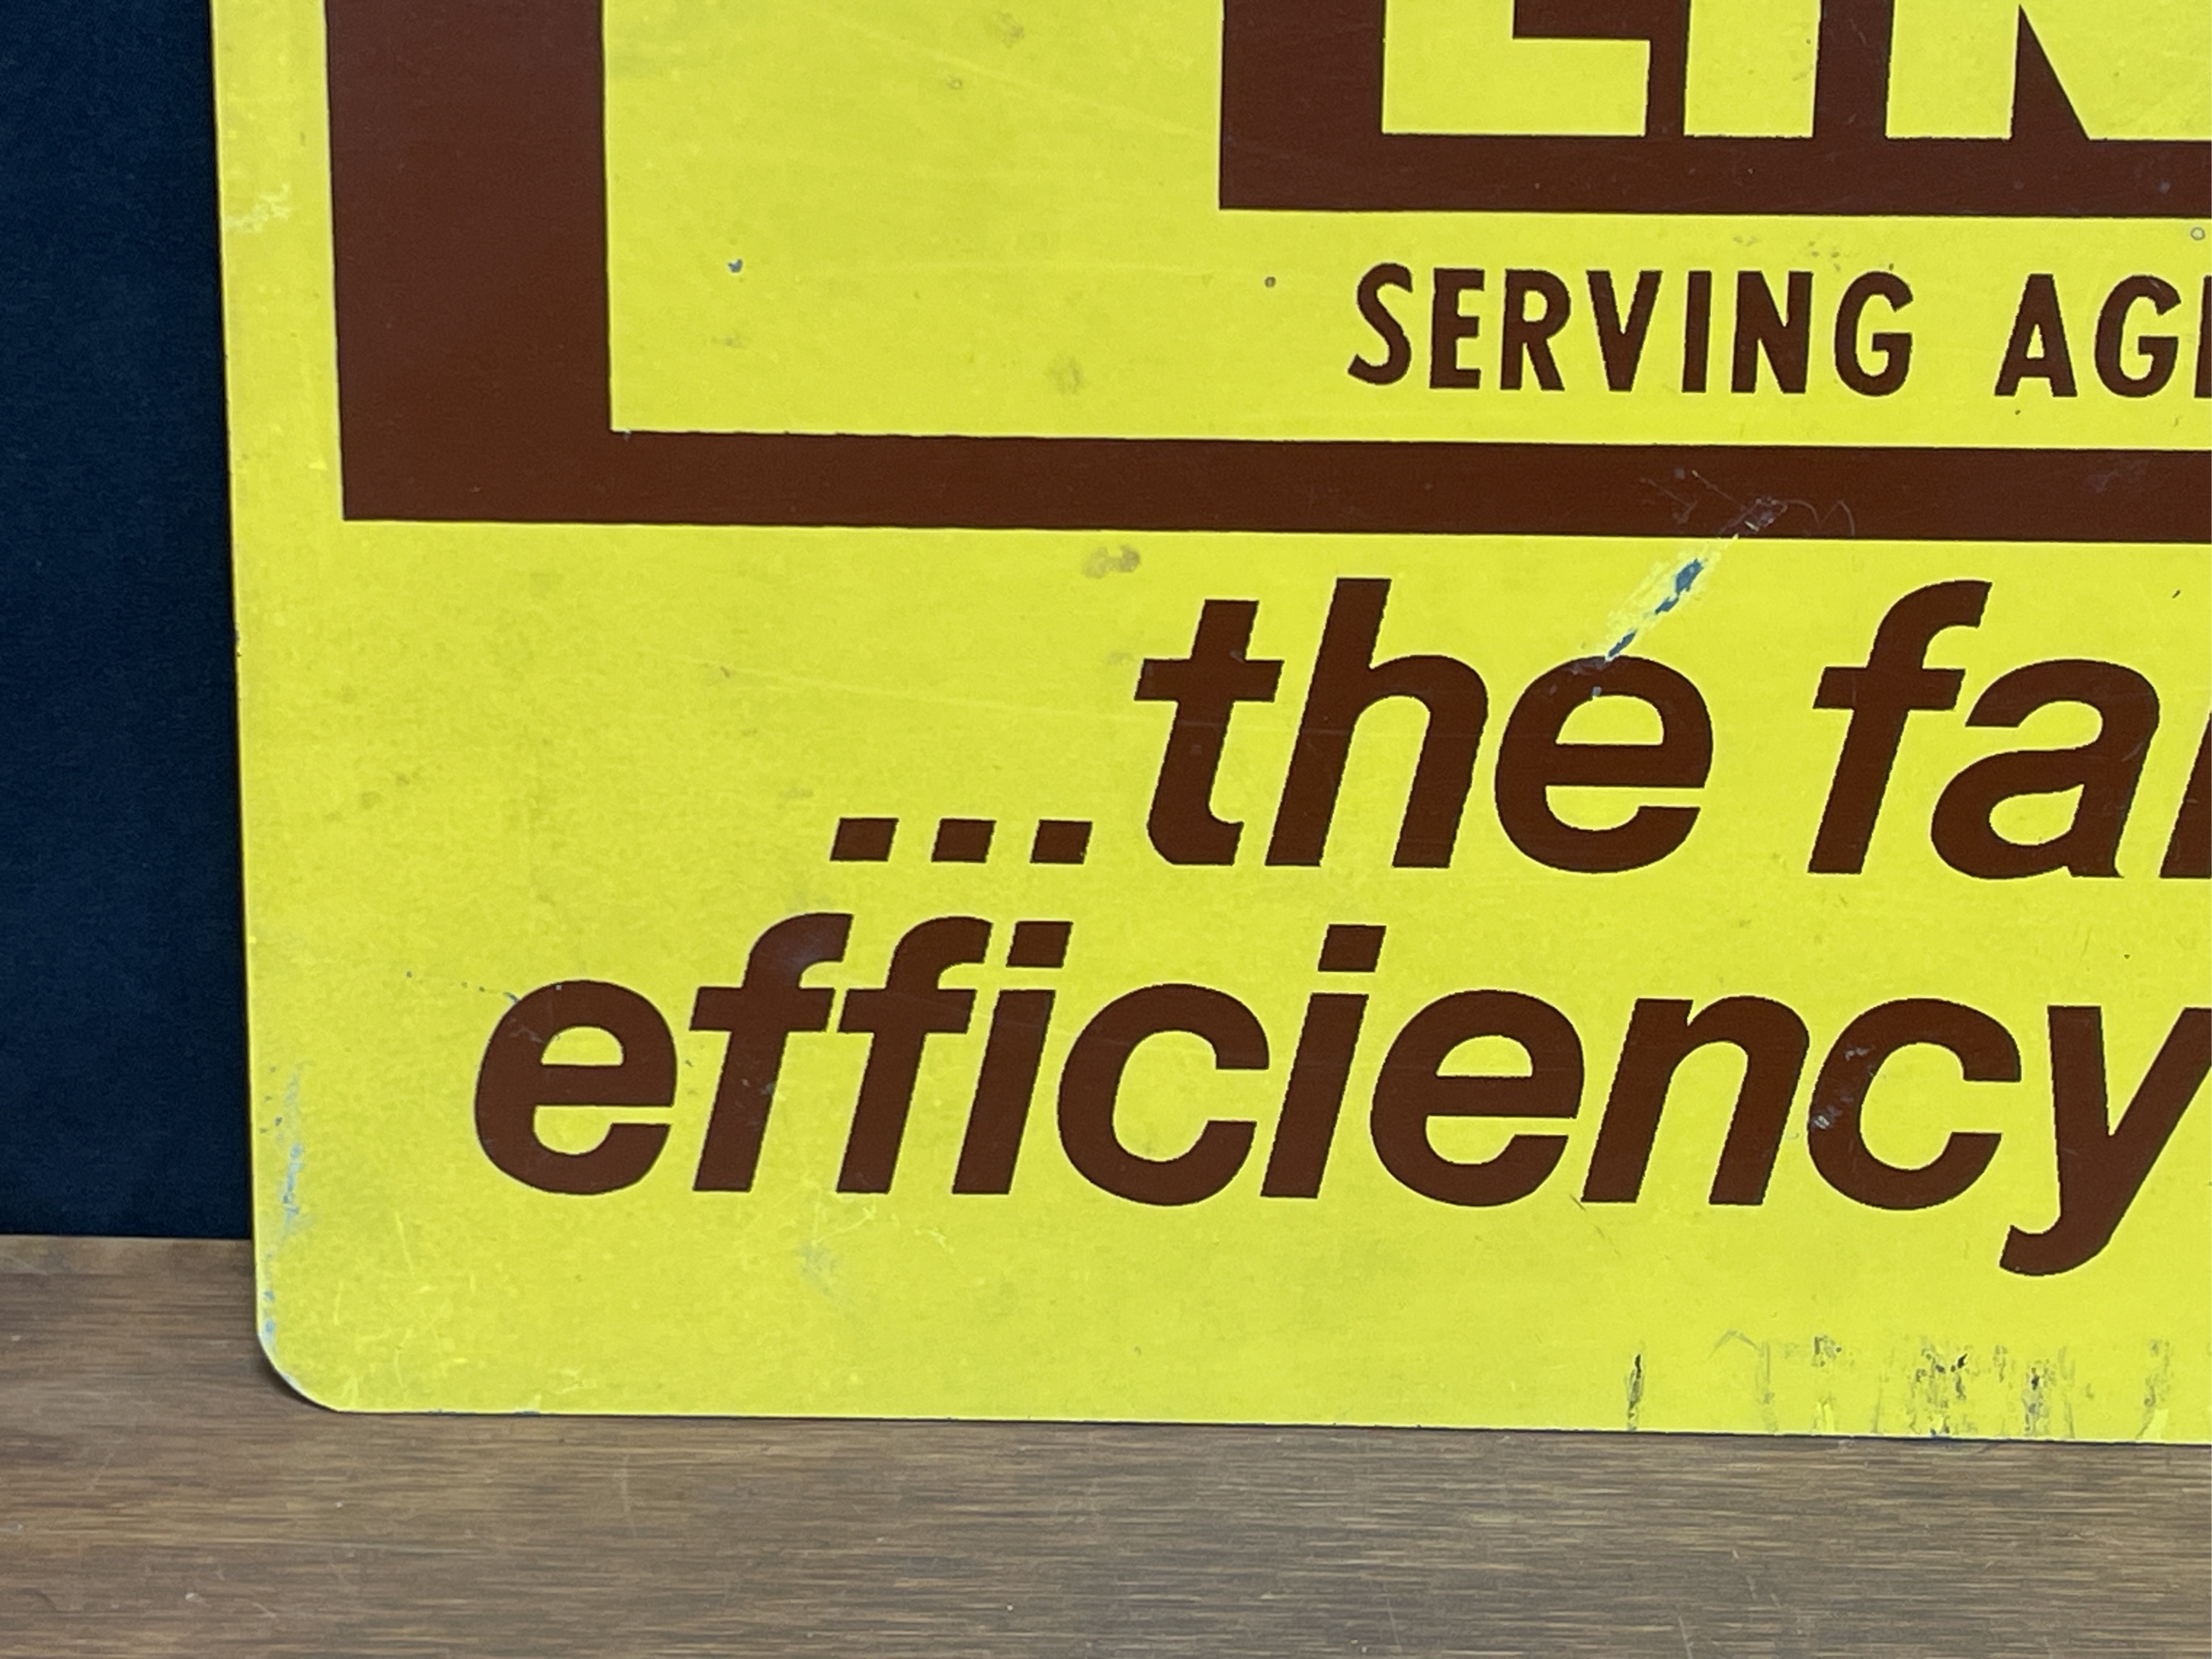 SERVING AG
...the fa
efficiency